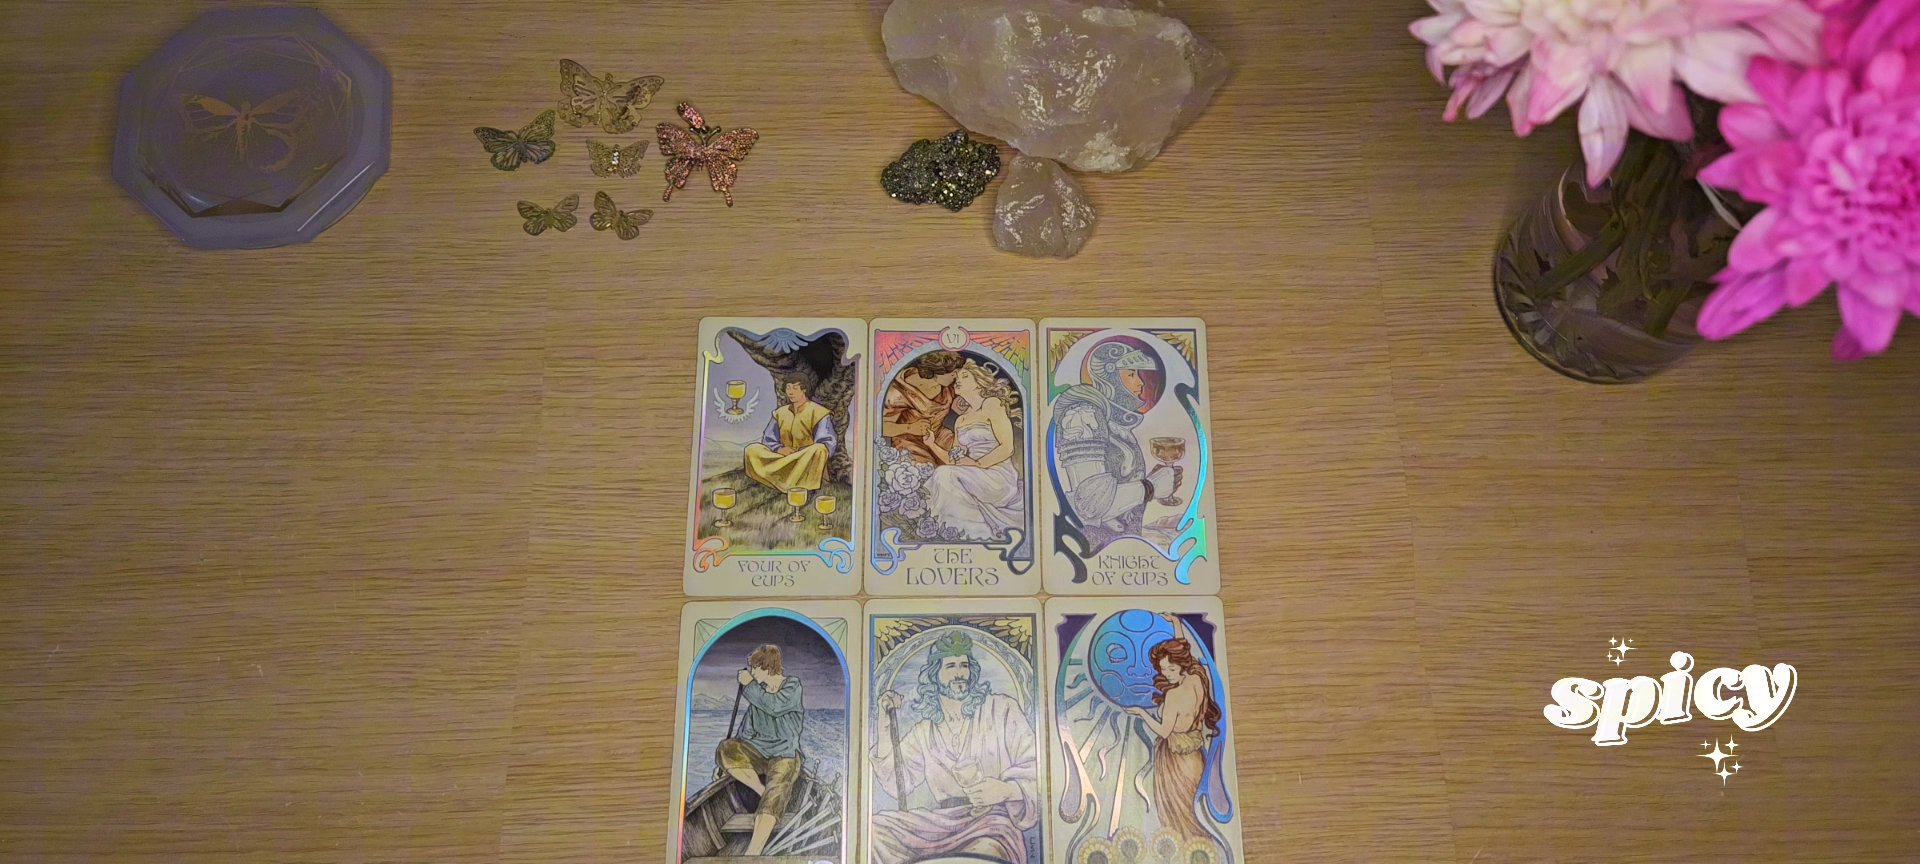 VI
FOUR OF
CUPS
THE
LOVERS
KNIGHT
OF CUPS
spicy